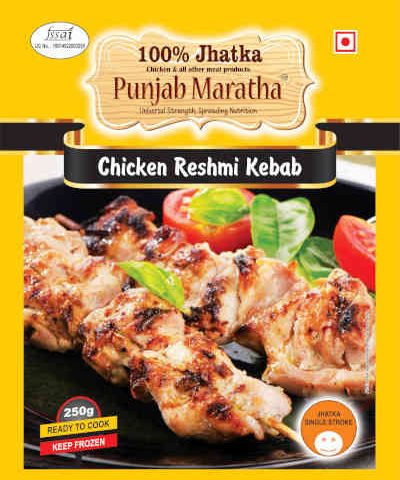 fssai
100% Jhatka
Chicken & all other meat products
Punjab Maratha
Universal Strength, Spreading Nutrition
Chicken Reshmi Kebab
250g
READY TO COOK
KEEP FROZEN
JHATKA
SINGLE STROKE